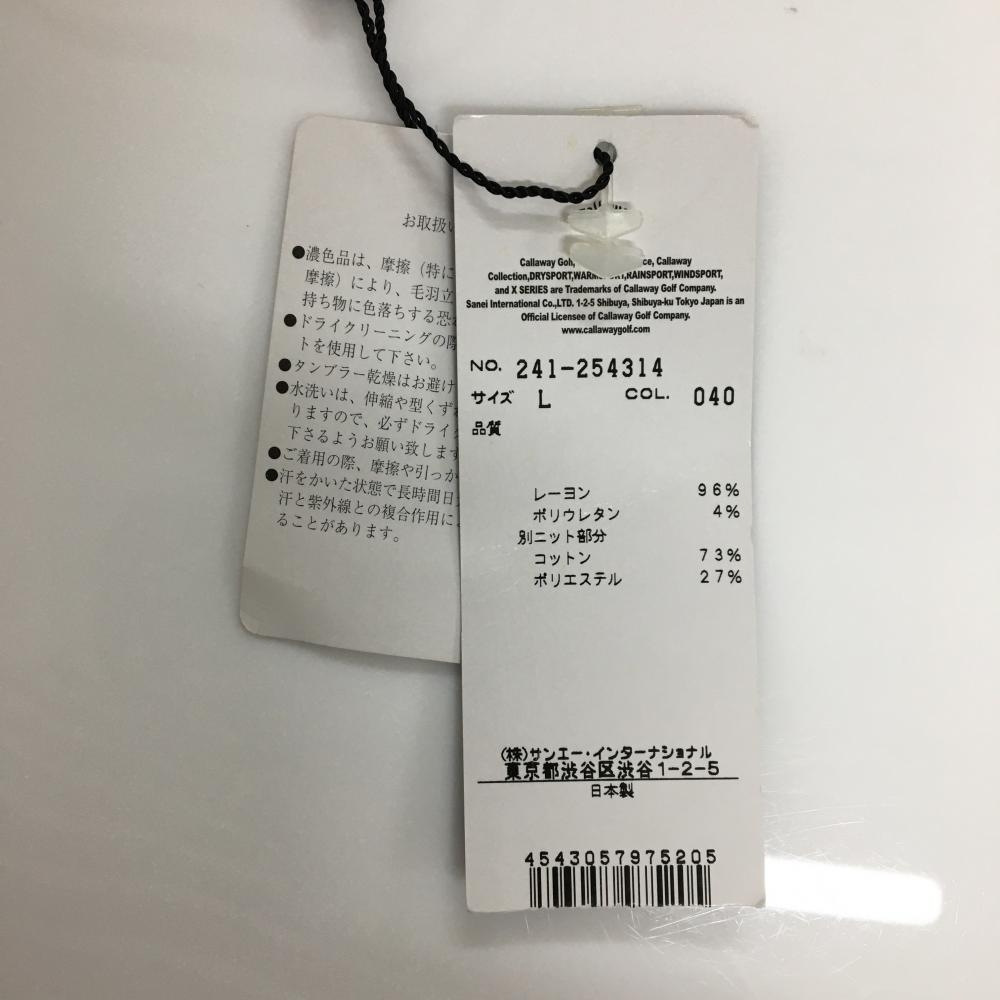 お取扱い
●濃色品は、摩擦（特に
摩擦）により、毛羽立
持ち物に色落ちする恐
●ドライクリーニングの際
トを使用して下さい。
●タンブラー乾燥はお避け
●水洗いは、伸縮や型くず
りますので、必ずドライ
下さるようお願い致します
●ご着用の際、摩擦や引っか
●汗をかいた状態で長時間日
汗と紫外線との複合作用に
ることがあります。
Callaway Golf, Callaway
Collection,DRYSPORT,WARMSPORT,RAINSPORT,WINDSPORT,
and X SERIES are Trademarks of Callaway Golf Company.
Sanei International Co.,LTD. 1-2-5 Shibuya, Shibuya-ku Tokyo Japan is an
Official Licensee of Callaway Golf Company.
www.callawaygolf.com
NO. 241-254314
サイズ L COL. 040
品質
レーヨン 96%
ポリウレタン 4%
別ニット部分
コットン 73%
ポリエステル 27%
(株)サンエー・インターナショナル
東京都渋谷区渋谷1-2-5
日本製
4543057975205